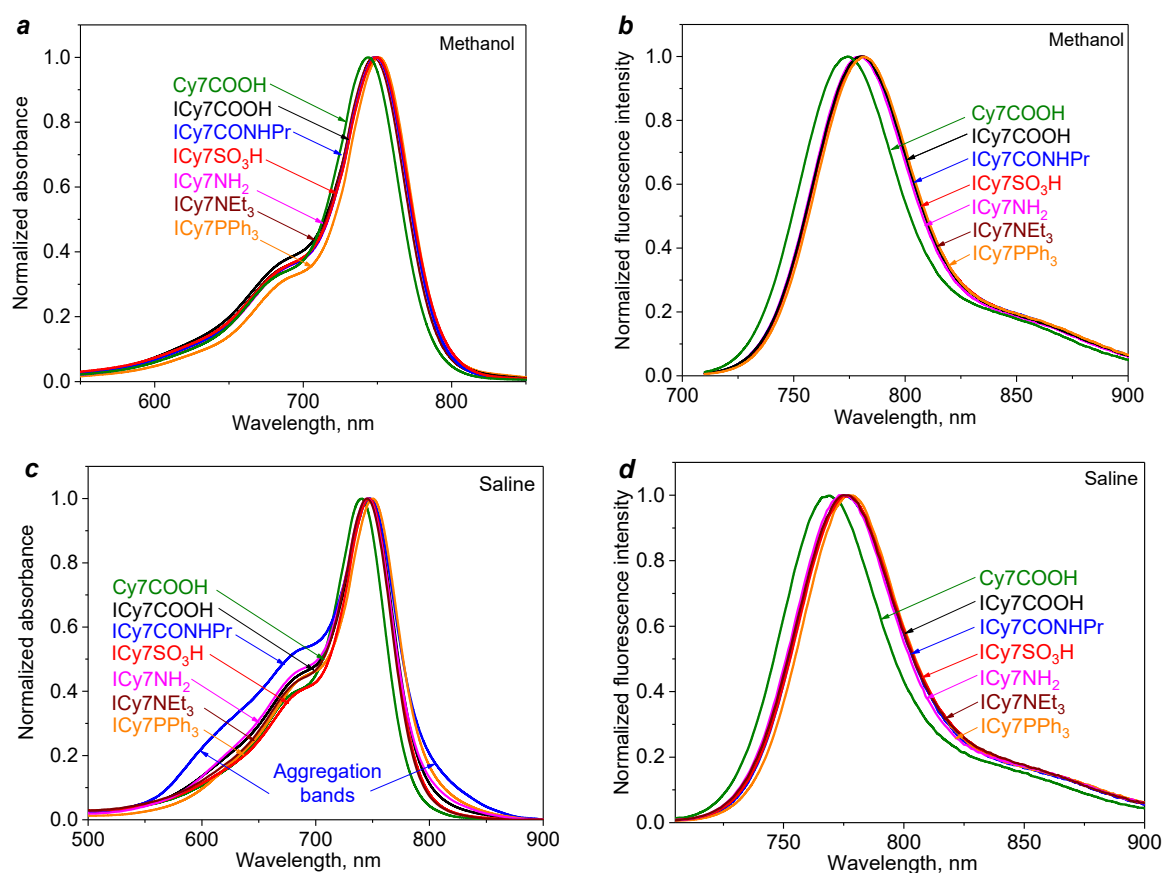 a
Methanol
Normalized absorbance
1.0
0.8
0.6
0.4
0.2
0.0
Cy7COOH
ICy7COOH
ICy7CONHPr
ICy7SO₃H
ICy7NH₂
ICy7NEt₃
ICy7PPh₃
600 700 800
Wavelength, nm
b
Methanol
Normalized fluorescence intensity
1.0
0.8
0.6
0.4
0.2
0.0
Cy7COOH
ICy7COOH
ICy7CONHPr
ICy7SO₃H
ICy7NH₂
ICy7NEt₃
ICy7PPh₃
700 750 800 850 900
Wavelength, nm
c
Saline
Normalized absorbance
1.0
0.8
0.6
0.4
0.2
0.0
Cy7COOH
ICy7COOH
ICy7CONHPr
ICy7SO₃H
ICy7NH₂
ICy7NEt₃
ICy7PPh₃
Aggregation
bands
500 600 700 800 900
Wavelength, nm
d
Saline
Normalized fluorescence intensity
1.0
0.8
0.6
0.4
0.2
0.0
Cy7COOH
ICy7COOH
ICy7CONHPr
ICy7SO₃H
ICy7NH₂
ICy7NEt₃
ICy7PPh₃
750 800 850 900
Wavelength, nm